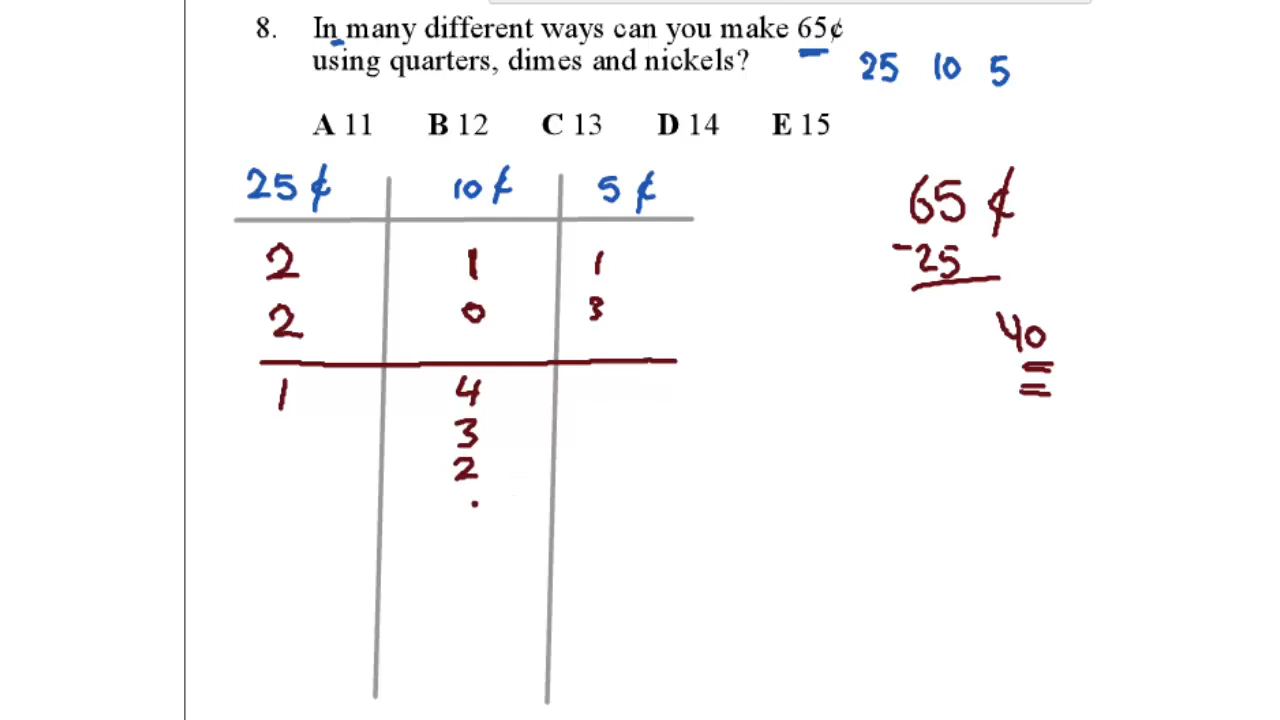 8. In many different ways can you make 65¢
using quarters, dimes and nickels?
25 10 5
A 11 B 12 C 13 D 14 E 15
25¢ 10¢ 5¢
2 1 1
2 0 3
1 4
3
2
65¢
-25
40